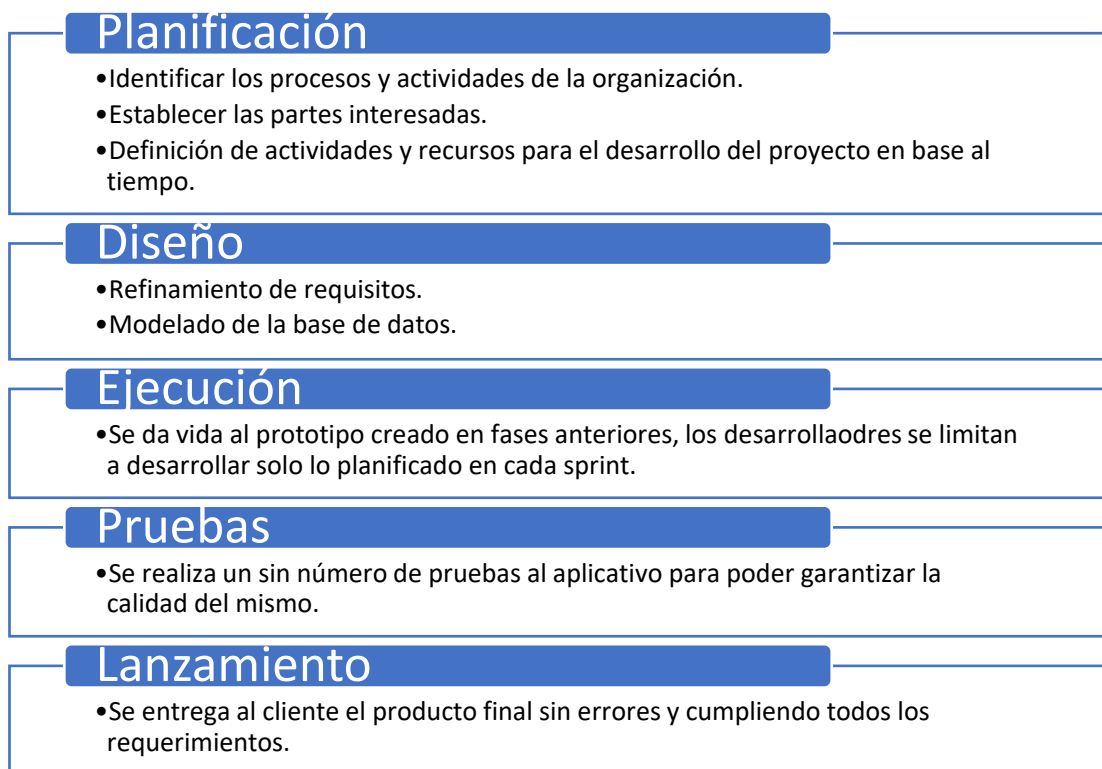 Planificación
•Identificar los procesos y actividades de la organización.
•Establecer las partes interesadas.
•Definición de actividades y recursos para el desarrollo del proyecto en base al
tiempo.
Diseño
•Refinamiento de requisitos.
•Modelado de la base de datos.
Ejecución
•Se da vida al prototipo creado en fases anteriores, los desarrollaodres se limitan
a desarrollar solo lo planificado en cada sprint.
Pruebas
•Se realiza un sin número de pruebas al aplicativo para poder garantizar la
calidad del mismo.
Lanzamiento
•Se entrega al cliente el producto final sin errores y cumpliendo todos los
requerimientos.